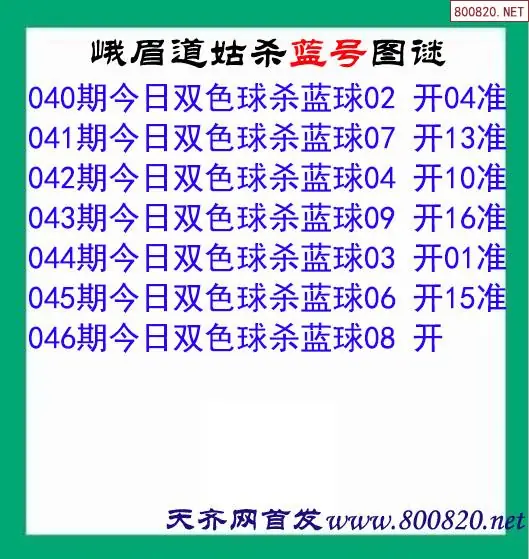 800820.NET
峨眉道姑杀蓝号图谜
040期今日双色球杀蓝球02 开04准
041期今日双色球杀蓝球07 开13准
042期今日双色球杀蓝球04 开10准
043期今日双色球杀蓝球09 开16准
044期今日双色球杀蓝球03 开01准
045期今日双色球杀蓝球06 开15准
046期今日双色球杀蓝球08 开
天齐网首发www.800820.net